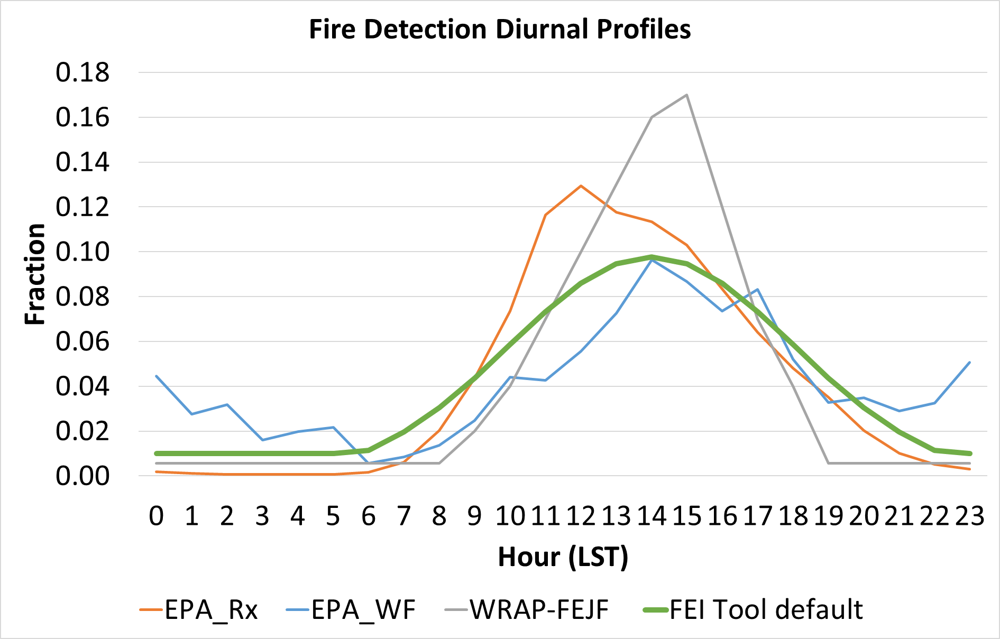 Fire Detection Diurnal Profiles
0.18
0.16
0.14
0.12
0.10
0.08
0.06
0.04
0.02
0.00
Fraction
0 1 2 3 4 5 6 7 8 9 10 11 12 13 14 15 16 17 18 19 20 21 22 23
Hour (LST)
EPA_Rx EPA_WF WRAP-FEJF FEI Tool default